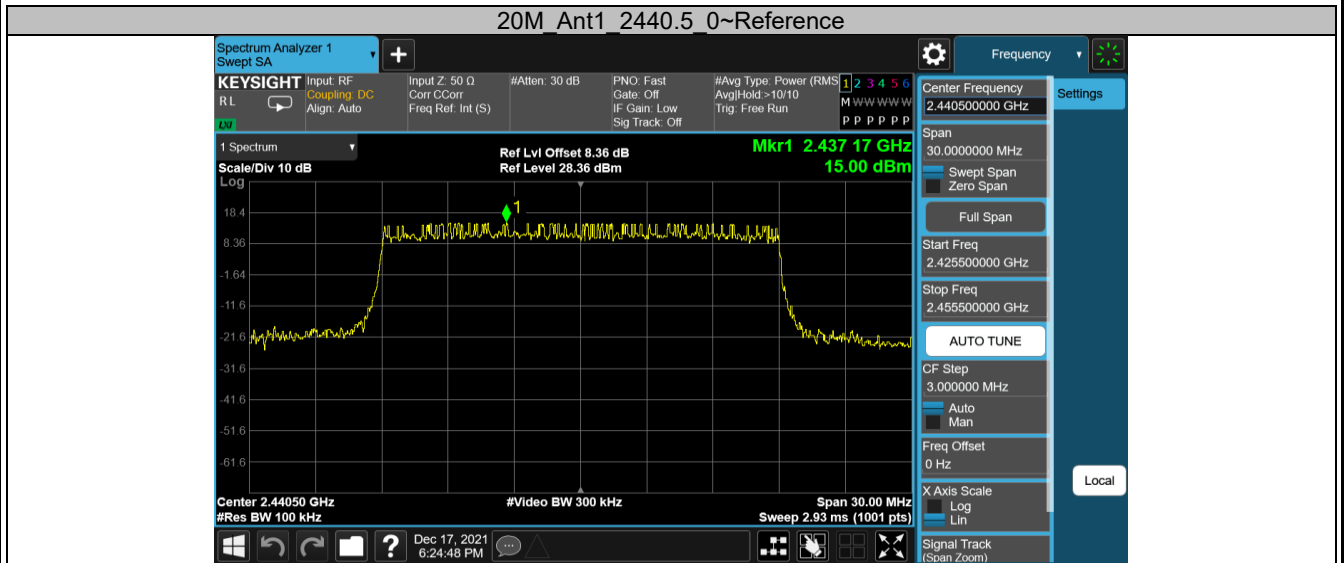 20M_Ant1_2440.5_0~Reference
Spectrum Analyzer 1
Swept SA
+
Frequency
KEYSIGHT
R L
LXI
Input: RF
Coupling: DC
Align: Auto
Input Z: 50 Ω
Corr CCorr
Freq Ref: Int (S)
#Atten: 30 dB
PNO: Fast
Gate: Off
IF Gain: Low
Sig Track: Off
#Avg Type: Power (RMS
Avg|Hold:>10/10
Trig: Free Run
1 2 3 4 5 6
M W W W W W
P P P P P P
Center Frequency
2.440500000 GHz
Settings
1 Spectrum
Scale/Div 10 dB
Log
Ref Lvl Offset 8.36 dB
Ref Level 28.36 dBm
Mkr1 2.437 17 GHz
15.00 dBm
Span
30.0000000 MHz
Swept Span
Zero Span
Full Span
Start Freq
2.425500000 GHz
Stop Freq
2.455500000 GHz
AUTO TUNE
CF Step
3.000000 MHz
Auto
Man
Freq Offset
0 Hz
X Axis Scale
Log
Lin
Signal Track
(Span Zoom)
Local
1
18.4
8.36
-1.64
-11.6
-21.6
-31.6
-41.6
-51.6
-61.6
Center 2.44050 GHz
#Res BW 100 kHz
#Video BW 300 kHz
Span 30.00 MHz
Sweep 2.93 ms (1001 pts)
?
Dec 17, 2021
6:24:48 PM